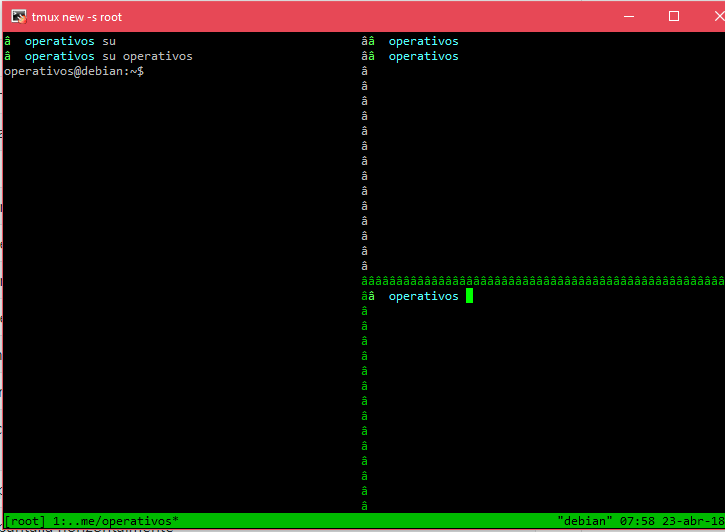 tmux new -s root
â operativos su
â operativos su operativos
operativos@debian:~$
ââ operativos
ââ operativos
â
â
â
â
â
â
â
â
â
â
â
â
â
â
âââââââââââââââââââââââââââââââââââââââââââââââââââ
ââ operativos
â
â
â
â
â
â
â
â
â
â
â
â
â
â
[root] 1:..me/operativos* "debian" 07:58 23-abr-18